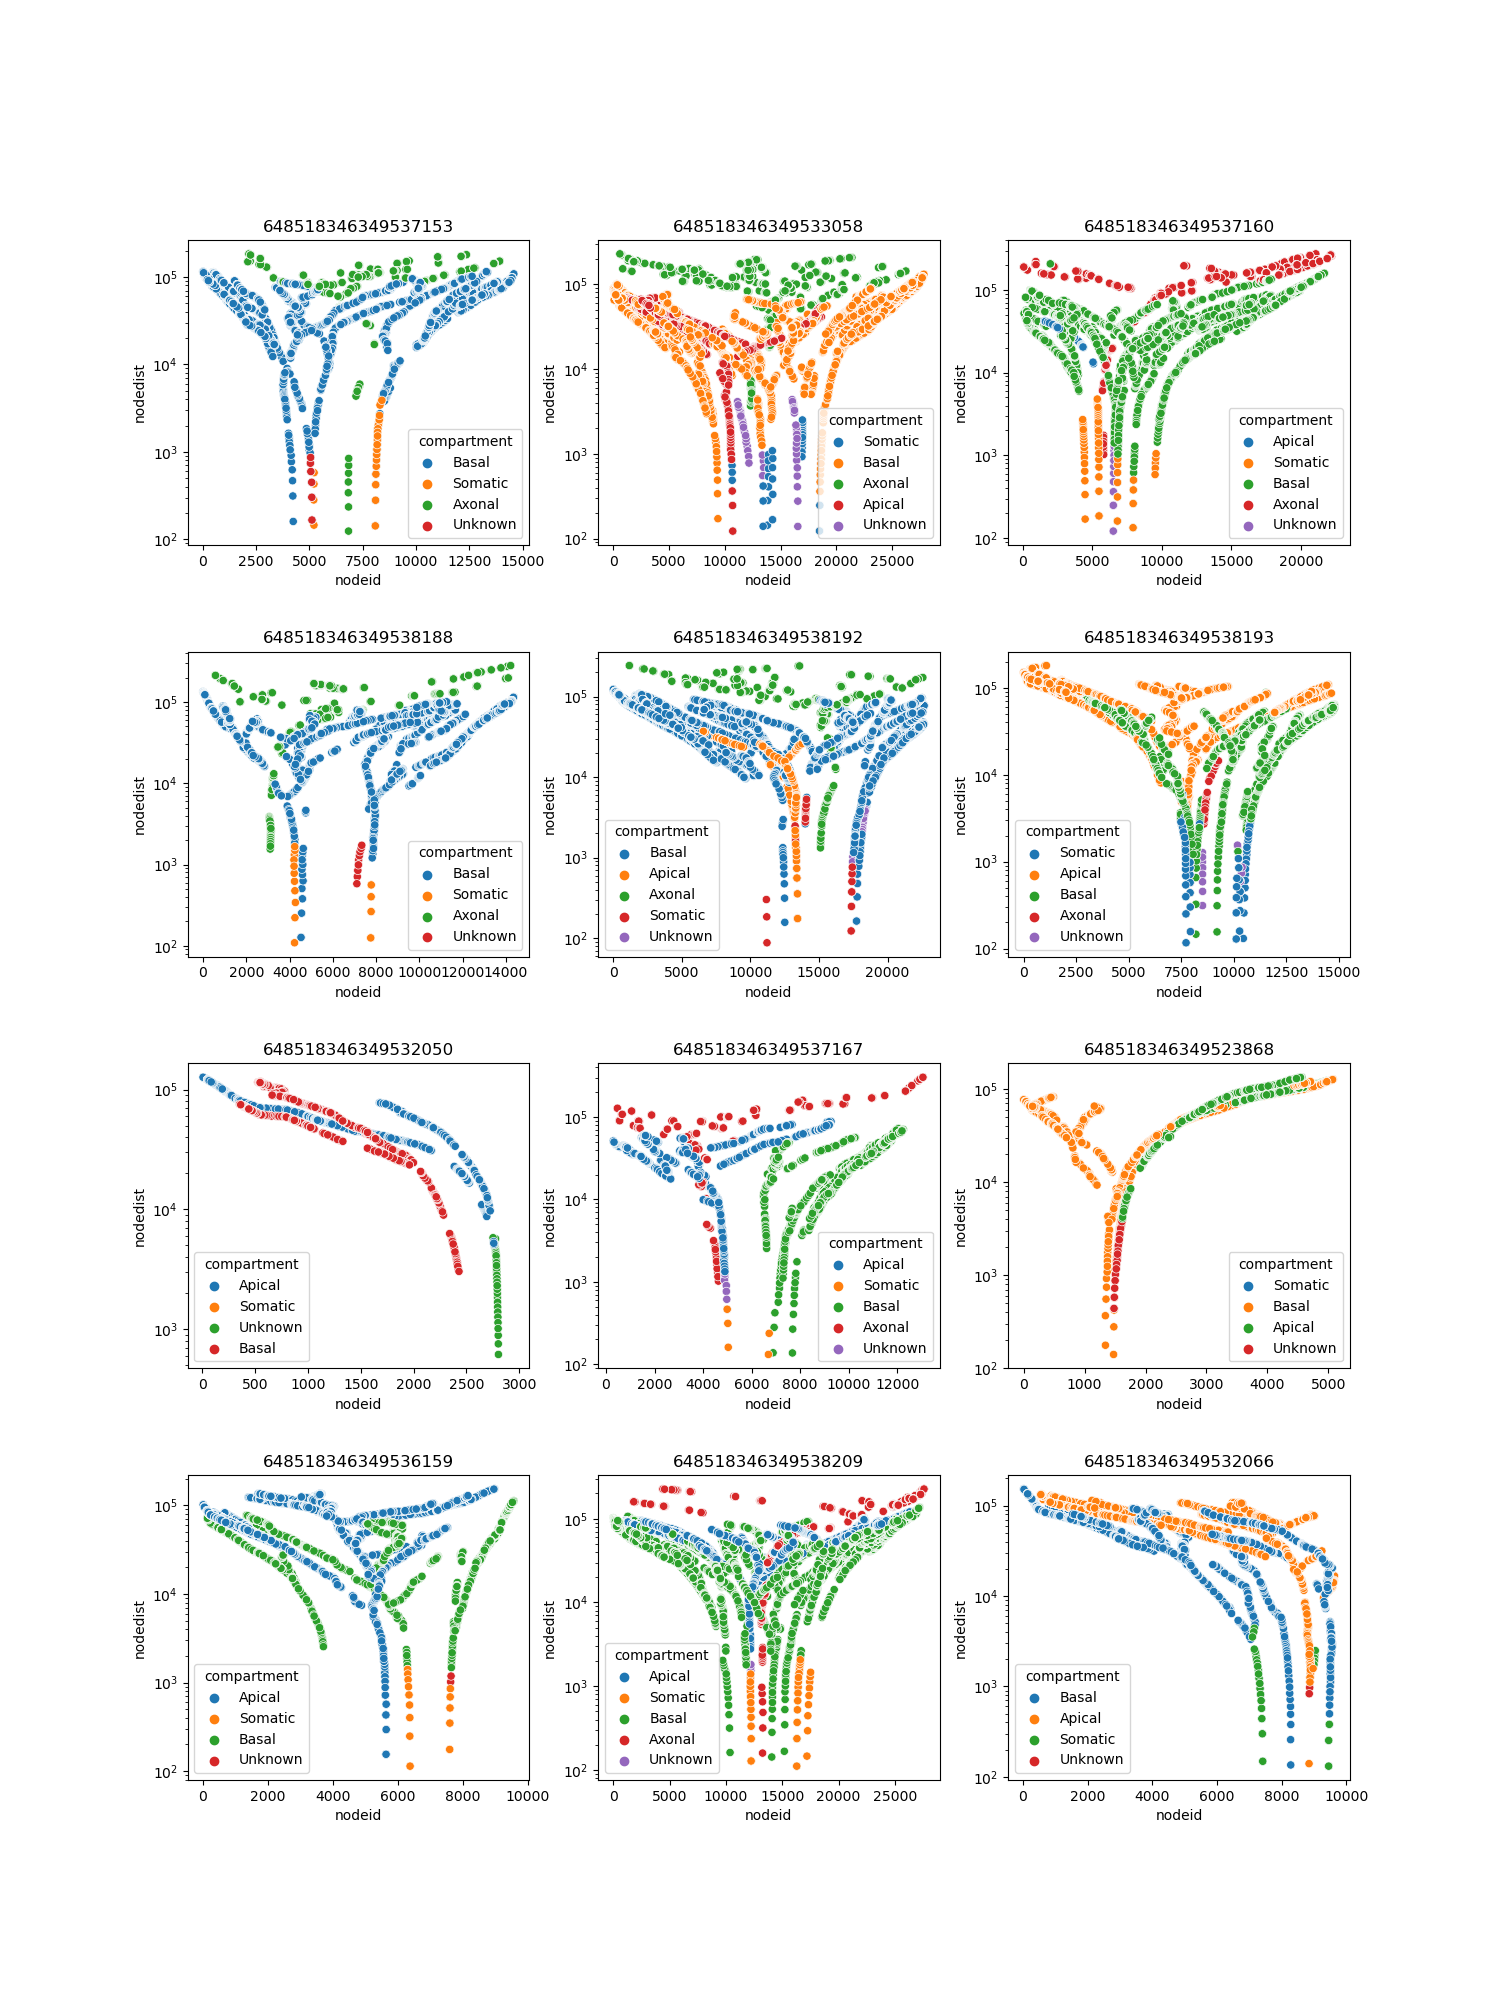 648518346349537153
648518346349533058
648518346349537160
nodedist
10^5
10^4
10^3
10^2
compartment
Basal
Somatic
Axonal
Unknown
0 2500 5000 7500 10000 12500 15000
nodeid
nodedist
10^5
10^4
10^3
10^2
compartment
Somatic
Basal
Axonal
Apical
Unknown
0 5000 10000 15000 20000 25000
nodeid
nodedist
10^5
10^4
10^3
10^2
compartment
Apical
Somatic
Basal
Axonal
Unknown
0 5000 10000 15000 20000
nodeid
648518346349538188
648518346349538192
648518346349538193
nodedist
10^5
10^4
10^3
10^2
compartment
Basal
Somatic
Axonal
Unknown
0 2000 4000 6000 8000 10000 12000 14000
nodeid
nodedist
10^5
10^4
10^3
10^2
compartment
Basal
Apical
Axonal
Somatic
Unknown
0 5000 10000 15000 20000
nodeid
nodedist
10^5
10^4
10^3
10^2
compartment
Somatic
Apical
Basal
Axonal
Unknown
0 2500 5000 7500 10000 12500 15000
nodeid
648518346349532050
648518346349537167
648518346349523868
nodedist
10^5
10^4
10^3
compartment
Apical
Somatic
Unknown
Basal
0 500 1000 1500 2000 2500 3000
nodeid
nodedist
10^5
10^4
10^3
10^2
compartment
Apical
Somatic
Basal
Axonal
Unknown
0 2000 4000 6000 8000 10000 12000
nodeid
nodedist
10^5
10^4
10^3
10^2
compartment
Somatic
Basal
Apical
Unknown
0 1000 2000 3000 4000 5000
nodeid
648518346349536159
648518346349538209
648518346349532066
nodedist
10^5
10^4
10^3
10^2
compartment
Apical
Somatic
Basal
Unknown
0 2000 4000 6000 8000 10000
nodeid
nodedist
10^5
10^4
10^3
10^2
compartment
Apical
Somatic
Basal
Axonal
Unknown
0 5000 10000 15000 20000 25000
nodeid
nodedist
10^5
10^4
10^3
10^2
compartment
Basal
Apical
Somatic
Unknown
0 2000 4000 6000 8000 10000
nodeid